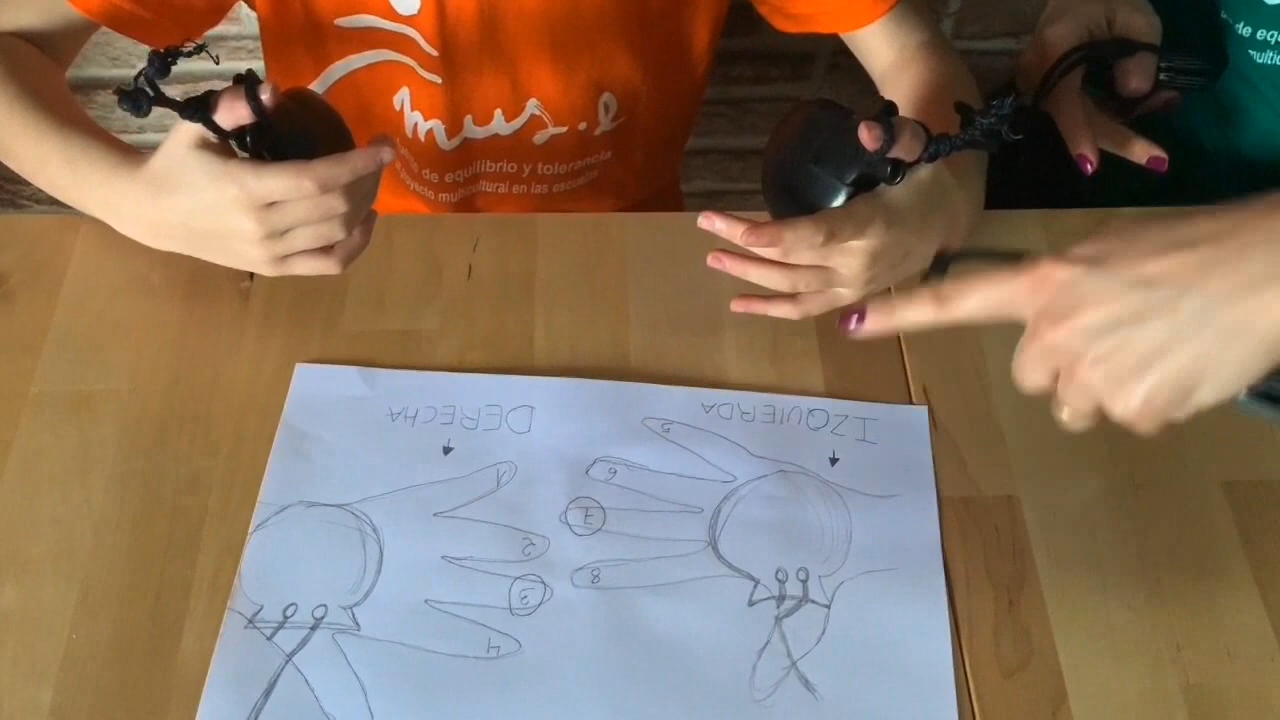 mus.e
de equilibrio y tolerancia
proyecto multicultural en las escuelas
de equ
multic
DERECHA
IZQUIERDA
1
2
3
4
5
6
7
8